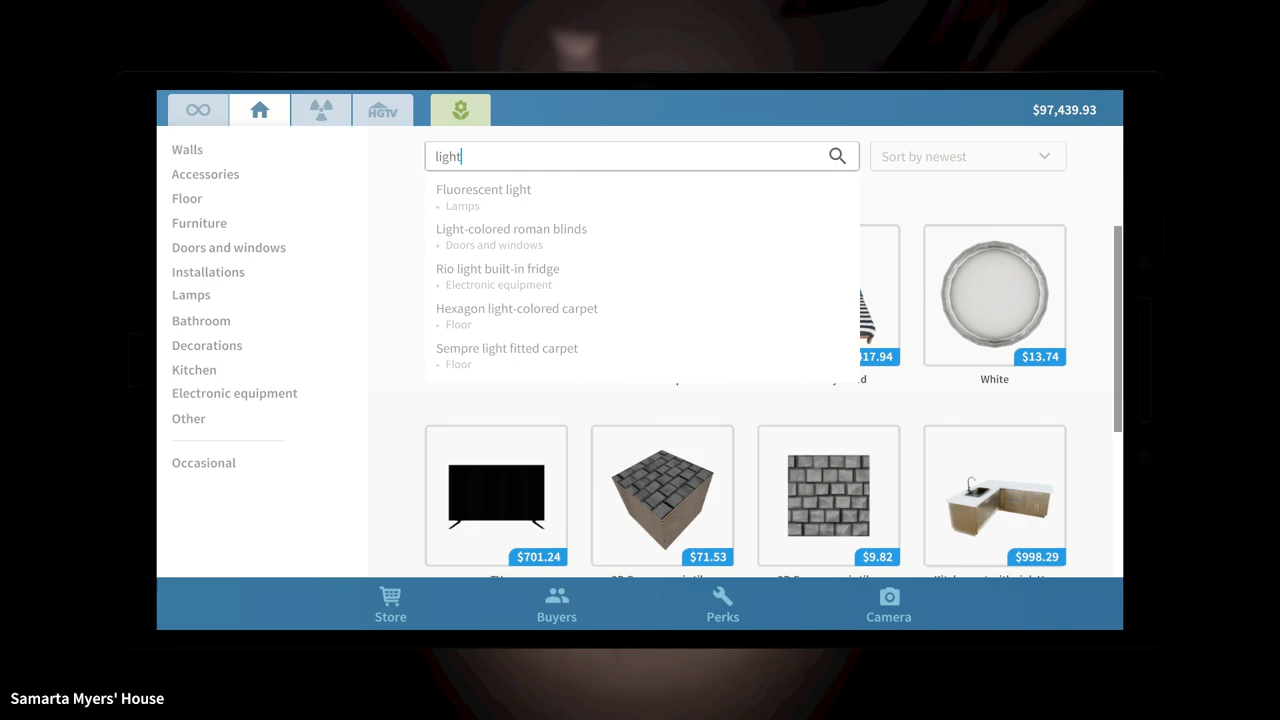 HGTV
$97,439.93
Walls
Accessories
Floor
Furniture
Doors and windows
Installations
Lamps
Bathroom
Decorations
Kitchen
Electronic equipment
Other
Occasional
light
Sort by newest
Fluorescent light
Lamps
Light-colored roman blinds
Doors and windows
Rio light built-in fridge
Electronic equipment
Hexagon light-colored carpet
Floor
Sempre light fitted carpet
Floor
$13.74
White
$701.24
$71.53
$9.82
$998.29
Store
Buyers
Perks
Camera
Samarta Myers' House